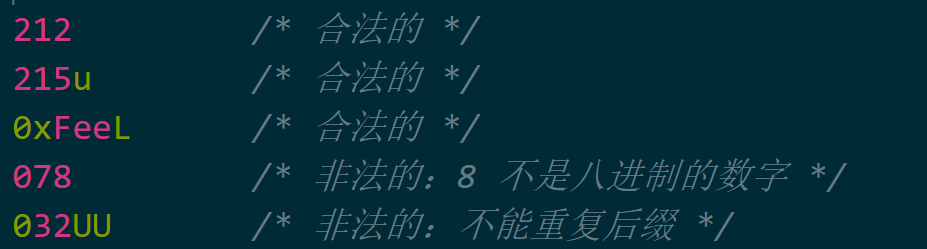 212 /* 合法的 */
215u /* 合法的 */
0xFeeL /* 合法的 */
078 /* 非法的：8 不是八进制的数字 */
032UU /* 非法的：不能重复后缀 */